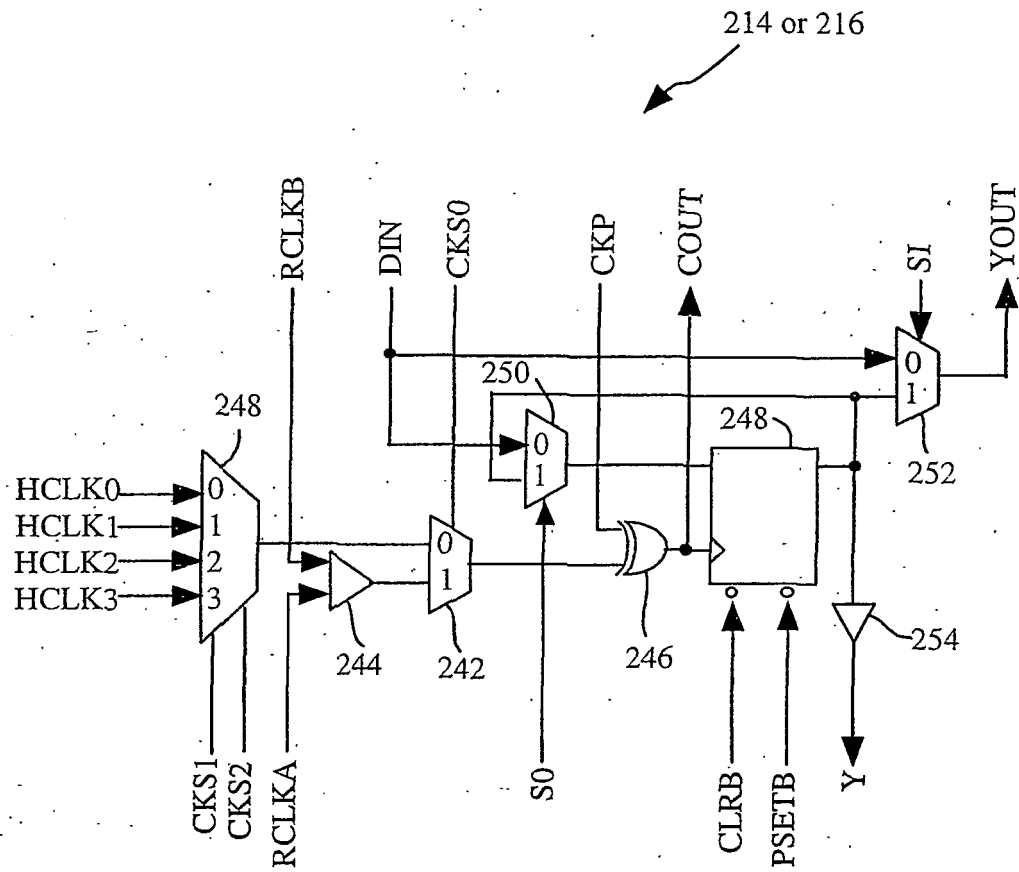 214 or 216
RCLKB
DIN
CKS0
CKP
COUT
SI
YOUT
250
0
1
248
0
1
252
248
HCLK0
HCLK1
HCLK2
HCLK3
0
1
2
3
0
1
244
242
246
254
CKS1
CKS2
RCLKA
S0
CLRB
PSETB
Y